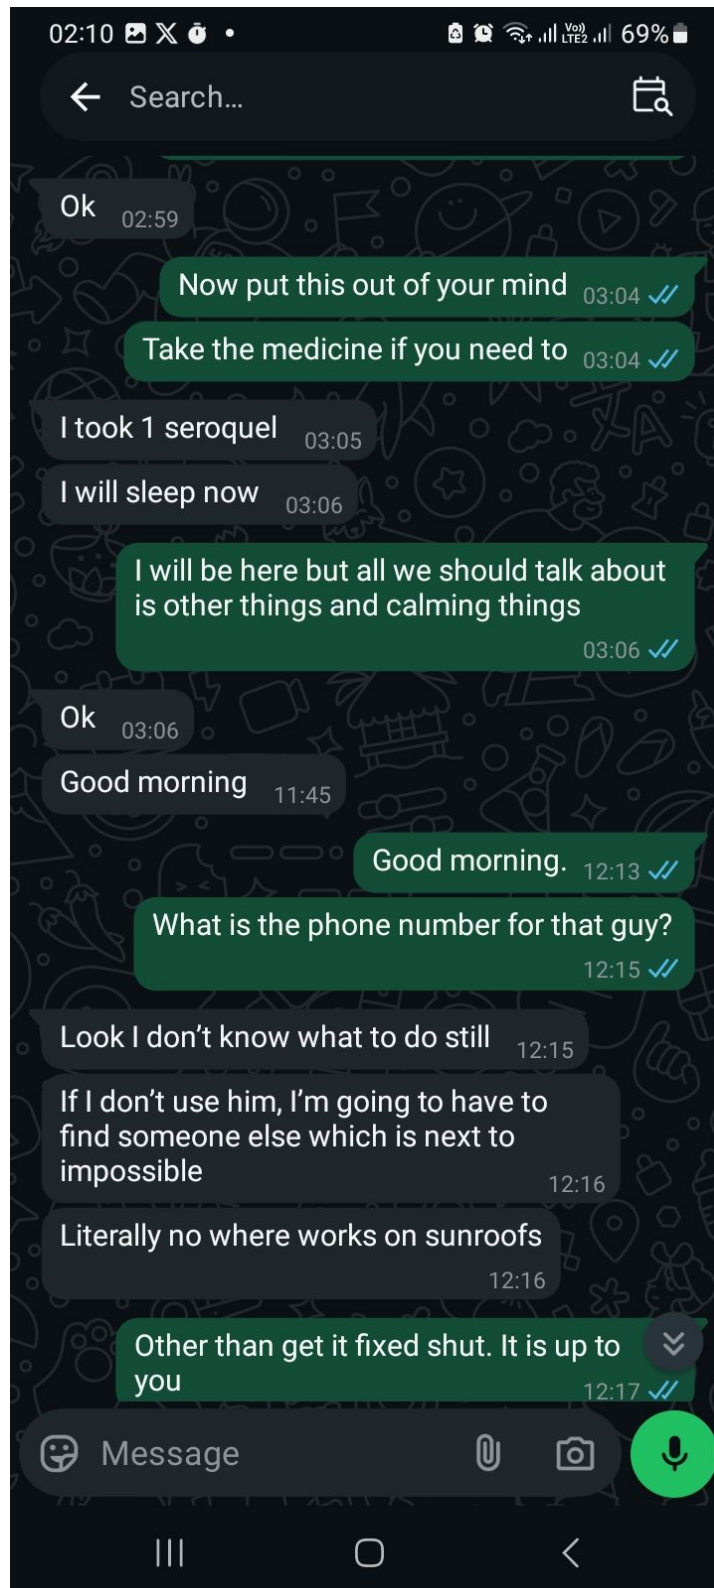 02:10
Vo))
LTE2
69%
Search...
Ok 02:59
Now put this out of your mind 03:04
Take the medicine if you need to 03:04
I took 1 seroquel 03:05
I will sleep now 03:06
I will be here but all we should talk about
is other things and calming things
03:06
Ok 03:06
Good morning 11:45
Good morning. 12:13
What is the phone number for that guy?
12:15
Look I don't know what to do still 12:15
If I don't use him, I'm going to have to
find someone else which is next to
impossible 12:16
Literally no where works on sunroofs
12:16
Other than get it fixed shut. It is up to
you 12:17
Message